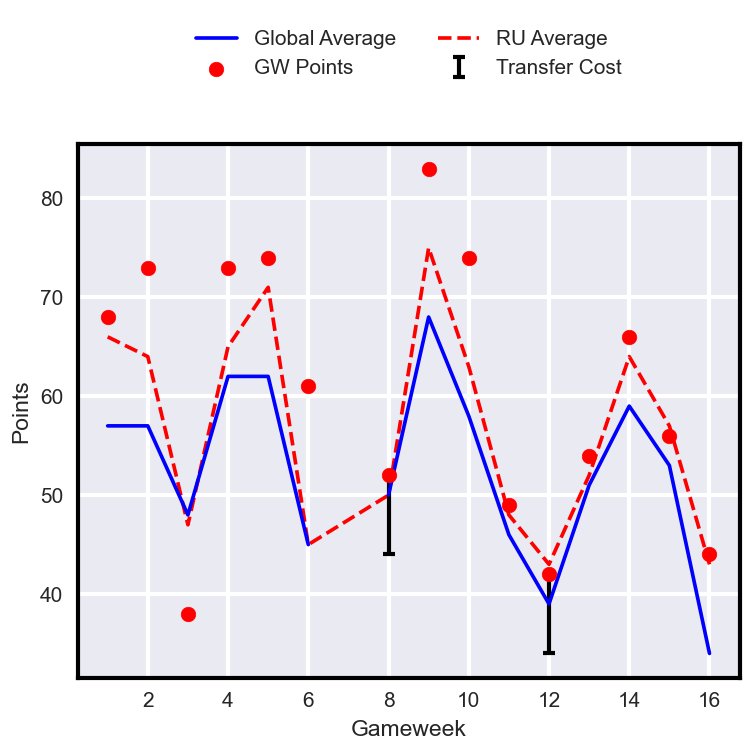 Global Average RU Average
GW Points Transfer Cost
80
70
60
50
40
Points
2 4 6 8 10 12 14 16
Gameweek